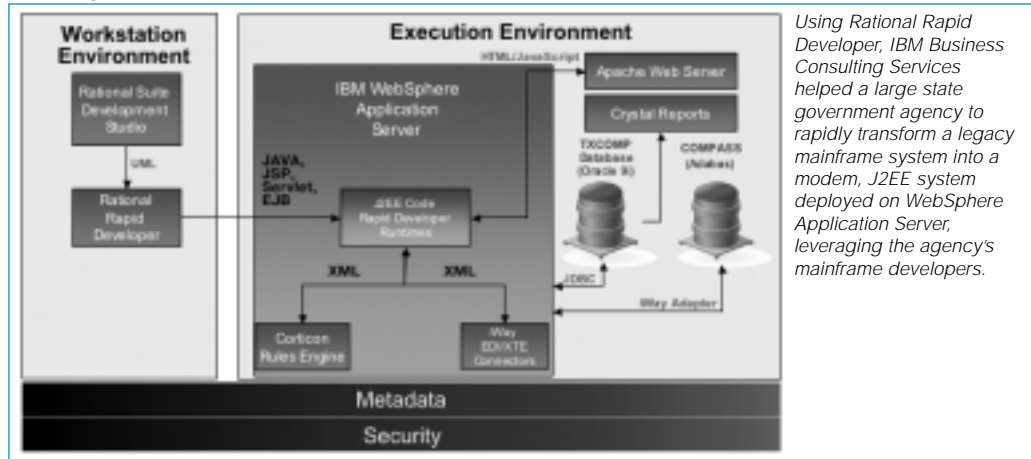 Workstation
Environment
Rational Suite
Development
Studio
UML
Rational
Rapid
Developer
Execution Environment
HTML/JavaScript
IBM WebSphere
Application
Server
Apache Web Server
Crystal Reports
TXCOMP
Database
(Oracle 9i)
COMPASS
(Adabas)
JAVA,
JSP,
Servlet,
EJB
J2EE Code
Rapid Developer
Runtimes
XML
XML
JDBC
iWay Adapter
Corticon
Rules Engine
iWay
EDI/XTE
Connectors
Metadata
Security
Using Rational Rapid
Developer, IBM Business
Consulting Services
helped a large state
government agency to
rapidly transform a legacy
mainframe system into a
modem, J2EE system
deployed on WebSphere
Application Server,
leveraging the agency's
mainframe developers.